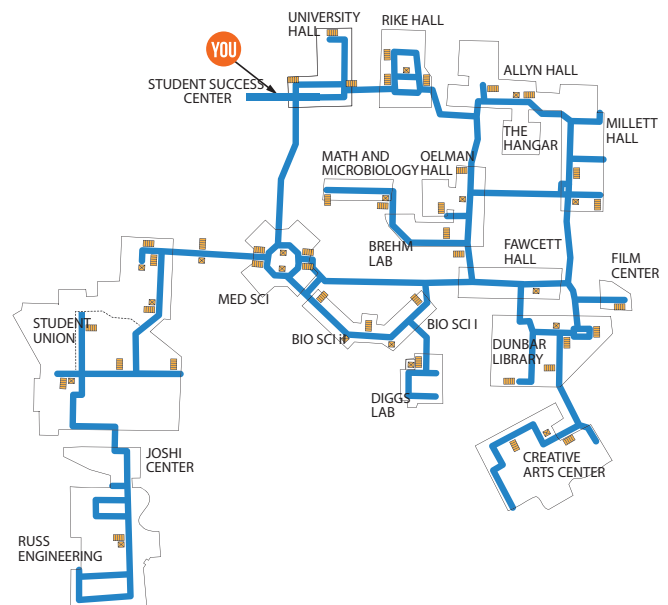 UNIVERSITY
HALL
RIKE HALL
YOU
ALLYN HALL
STUDENT SUCCESS
CENTER
THE
HANGAR
MILLETT
HALL
MATH AND
MICROBIOLOGY
OELMAN
HALL
BREHM
LAB
FAWCETT
HALL
FILM
CENTER
MED SCI
STUDENT
UNION
BIO SCI II
BIO SCI I
DUNBAR
LIBRARY
DIGGS
LAB
JOSHI
CENTER
CREATIVE
ARTS CENTER
RUSS
ENGINEERING